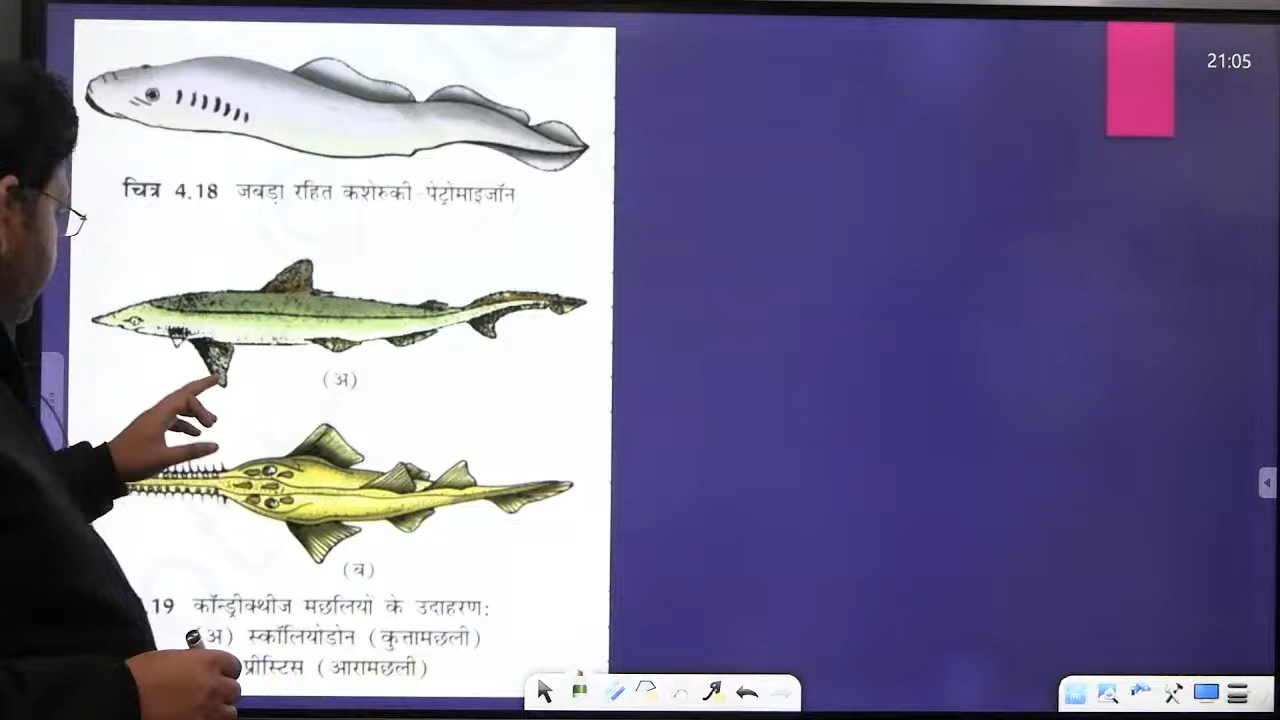 21:05
चित्र 4.18 जबड़ा रहित कशेरुकी - पेट्रोमाइजॉन
(अ)
(ब)
.19 कॉन्ड्रीक्थीज मछलियों के उदाहरण:
(अ) स्कॉलियोडोन (कुत्तामछली)
प्रीस्टिस (आरामछली)